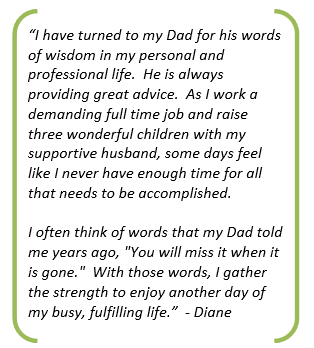 “I have turned to my Dad for his words
of wisdom in my personal and
professional life.  He is always
providing great advice.  As I work a
demanding full time job and raise
three wonderful children with my
supportive husband, some days feel
like I never have enough time for all
that needs to be accomplished.

I often think of words that my Dad told
me years ago, "You will miss it when it
is gone."  With those words, I gather
the strength to enjoy another day of
my busy, fulfilling life.”  - Diane